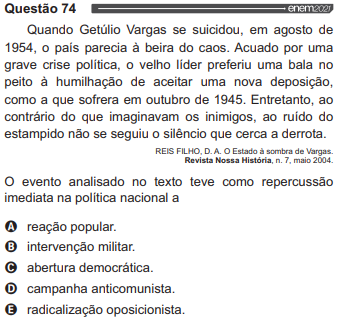 Questão 74 enem2021
Quando Getúlio Vargas se suicidou, em agosto de
1954, o país parecia à beira do caos. Acuado por uma
grave crise política, o velho líder preferiu uma bala no
peito à humilhação de aceitar uma nova deposição,
como a que sofrera em outubro de 1945. Entretanto, ao
contrário do que imaginavam os inimigos, ao ruído do
estampido não se seguiu o silêncio que cerca a derrota.
REIS FILHO, D. A. O Estado à sombra de Vargas.
Revista Nossa História, n. 7, maio 2004.
O evento analisado no texto teve como repercussão
imediata na política nacional a
A reação popular.
B intervenção militar.
C abertura democrática.
D campanha anticomunista.
E radicalização oposicionista.